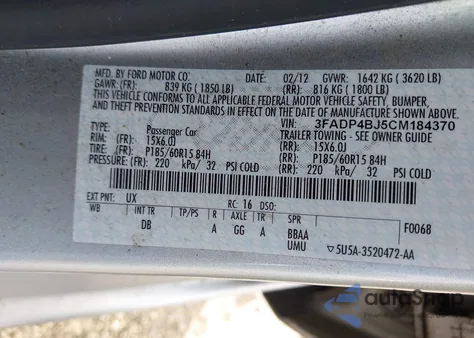 MFD. BY FORD MOTOR CO. DATE: 02/12 GVWR: 1642 KG ( 3620 LB)
GAWR: (FR): 839 KG ( 1850 LB) (RR): 816 KG ( 1800 LB)
THIS VEHICLE CONFORMS TO ALL APPLICABLE FEDERAL MOTOR VEHICLE SAFETY, BUMPER,
AND THEFT PREVENTION STANDARDS IN EFFECT ON THE DATE OF MANUFACTURE SHOWN ABOVE.
VIN: 3FADP4BJ5CM184370
TYPE: Passenger Car TRAILER TOWING - SEE OWNER GUIDE
RIM: 15X6.0J 15X6.0J
TIRE: P185/60R15 84H P185/60R15 84H
PRESSURE: (FR): 220 kPa/ 32 PSI COLD (RR): 220 kPa/ 32 PSI COLD
EXT PNT: UX RC: 16 DSO: F0068
WB INT TR TP/PS R AXLE TR SPR
DB A GG A BBAA
UMU ▽5U5A-3520472-AA
autoSnap